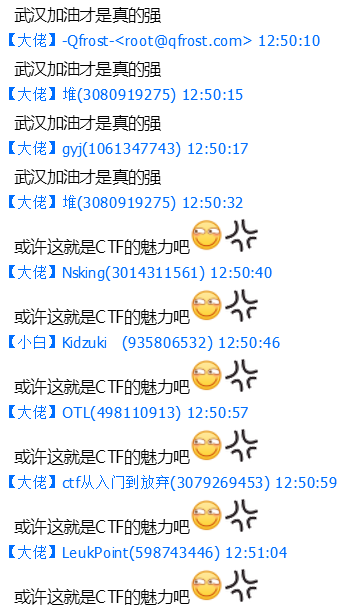 武汉加油才是真的强
【大佬】-Qfrost-<root@qfrost.com> 12:50:10
武汉加油才是真的强
【大佬】堆(3080919275) 12:50:15
武汉加油才是真的强
【大佬】gyj(1061347743) 12:50:17
武汉加油才是真的强
【大佬】堆(3080919275) 12:50:32
或许这就是CTF的魅力吧
【大佬】Nsking(3014311561) 12:50:40
或许这就是CTF的魅力吧
【小白】Kidzuki (935806532) 12:50:46
或许这就是CTF的魅力吧
【大佬】OTL(498110913) 12:50:57
或许这就是CTF的魅力吧
【大佬】ctf从入门到放弃(3079269453) 12:50:59
或许这就是CTF的魅力吧
【大佬】LeukPoint(598743446) 12:51:04
或许这就是CTF的魅力吧